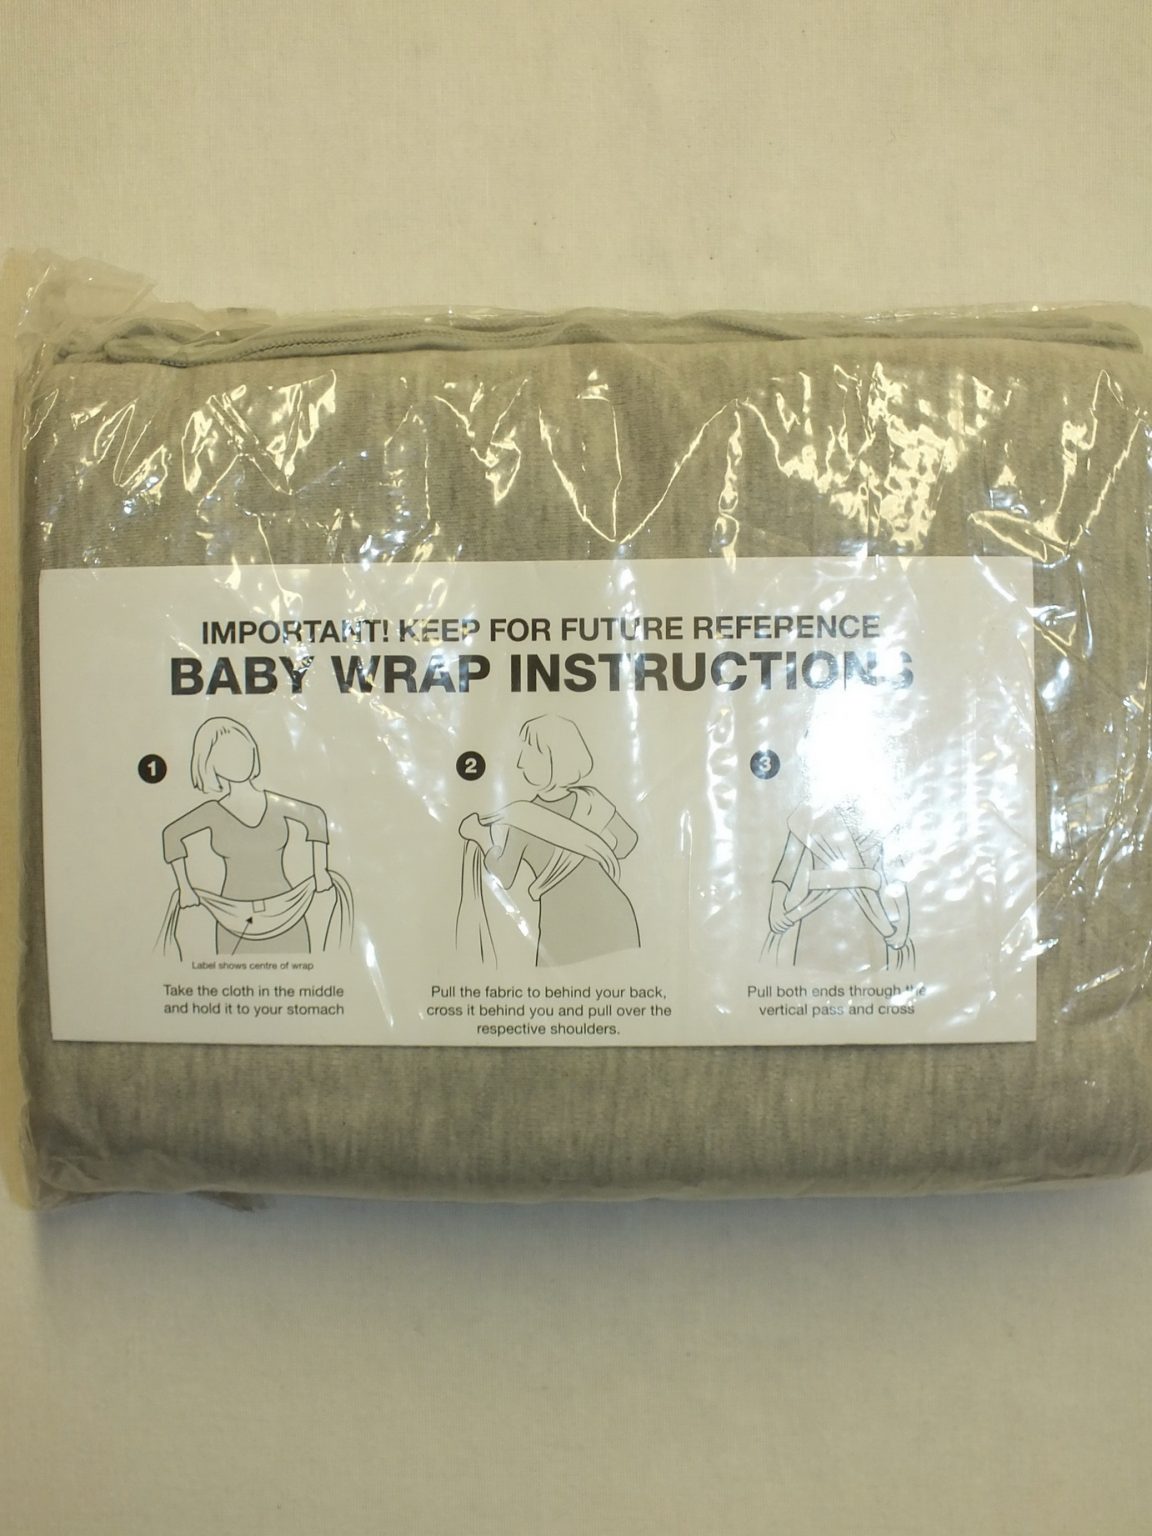 IMPORTANT! KEEP FOR FUTURE REFERENCE
BABY WRAP INSTRUCTIONS
1
2
3
Label shows centre of wrap
Take the cloth in the middle
and hold it to your stomach
Pull the fabric to behind your back,
cross it behind you and pull over the
respective shoulders.
Pull both ends through the
vertical pass and cross